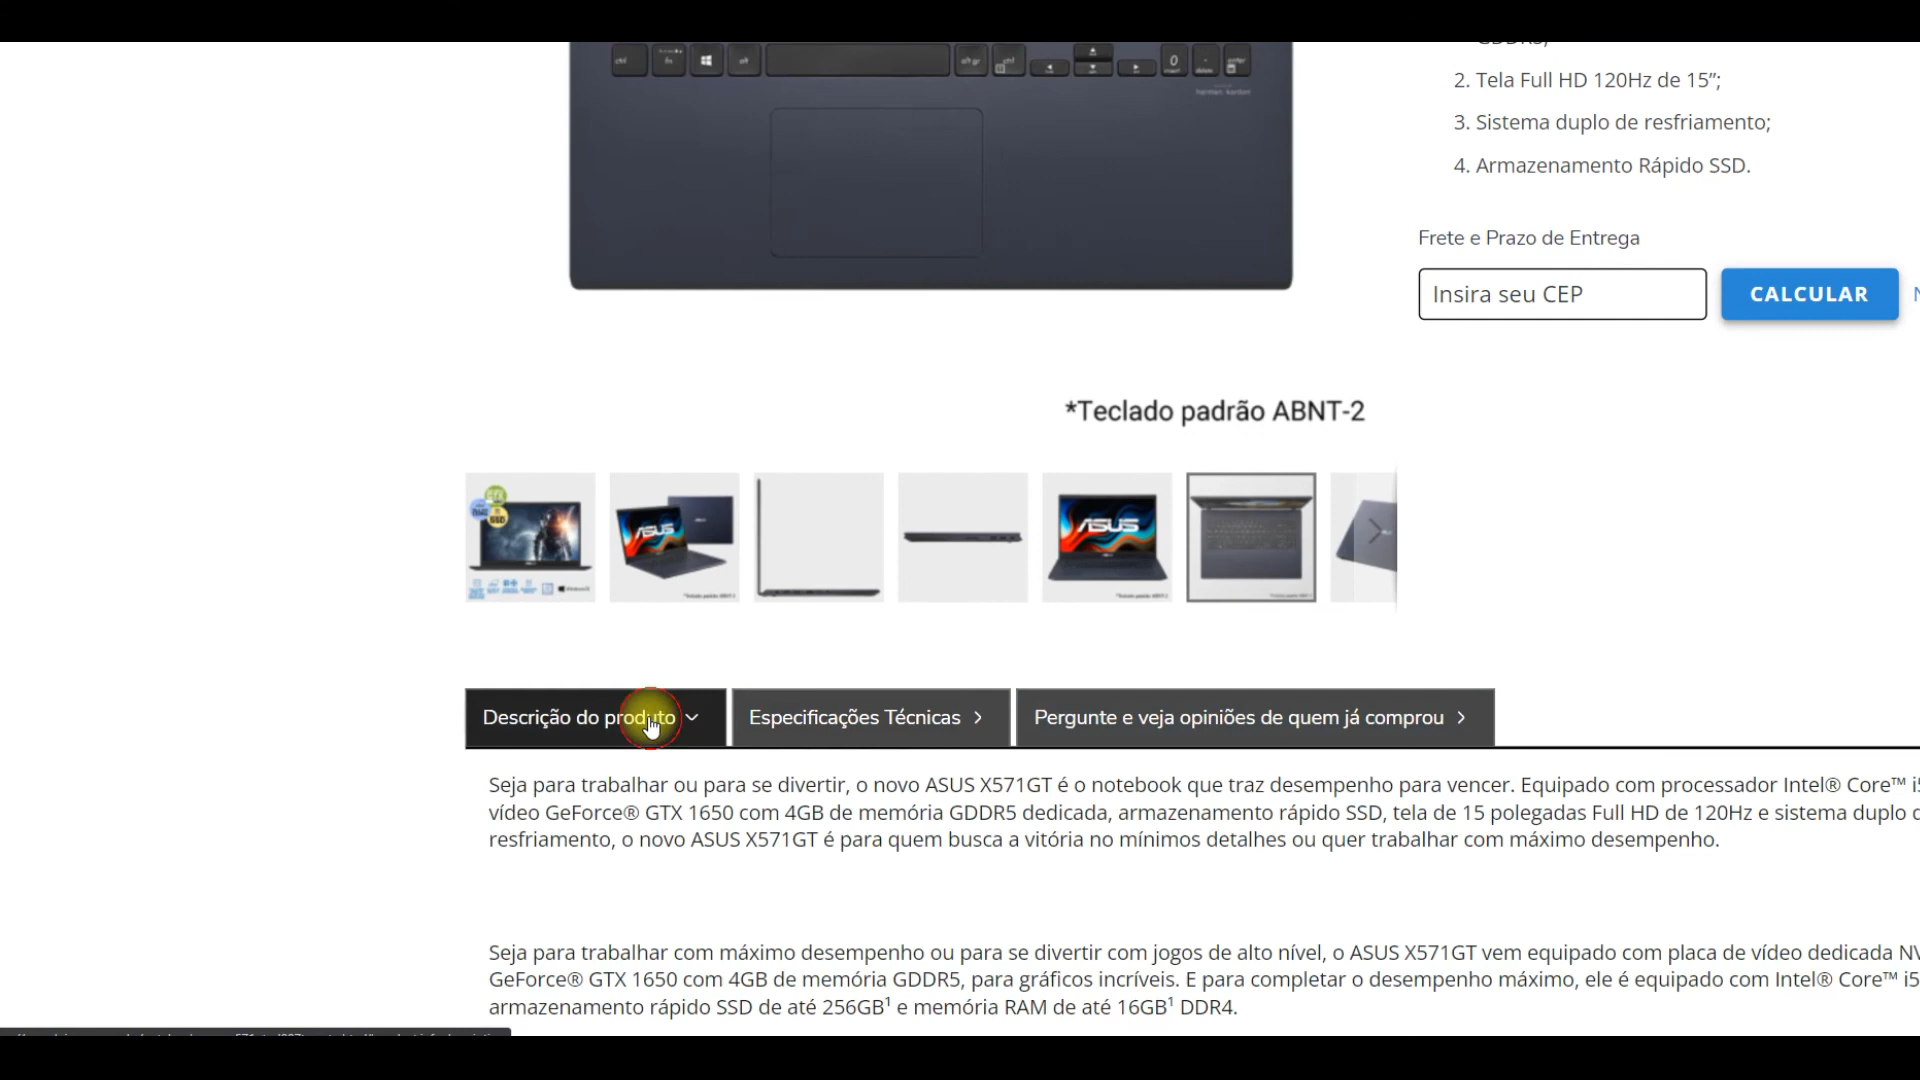 2. Tela Full HD 120Hz de 15”;
3. Sistema duplo de resfriamento;
4. Armazenamento Rápido SSD.
Frete e Prazo de Entrega
Insira seu CEP
CALCULAR
harman/kardon
*Teclado padrão ABNT-2
Descrição do produto
Especificações Técnicas
Pergunte e veja opiniões de quem já comprou
Seja para trabalhar ou para se divertir, o novo ASUS X571GT é o notebook que traz desempenho para vencer. Equipado com processador Intel® Core™
vídeo GeForce® GTX 1650 com 4GB de memória GDDR5 dedicada, armazenamento rápido SSD, tela de 15 polegadas Full HD de 120Hz e sistema duplo
resfriamento, o novo ASUS X571GT é para quem busca a vitória no mínimos detalhes ou quer trabalhar com máximo desempenho.
Seja para trabalhar com máximo desempenho ou para se divertir com jogos de alto nível, o ASUS X571GT vem equipado com placa de vídeo dedicada
GeForce® GTX 1650 com 4GB de memória GDDR5, para gráficos incríveis. E para completar o desempenho máximo, ele é equipado com Intel® Core™
armazenamento rápido SSD de até 256GB¹ e memória RAM de até 16GB¹ DDR4.